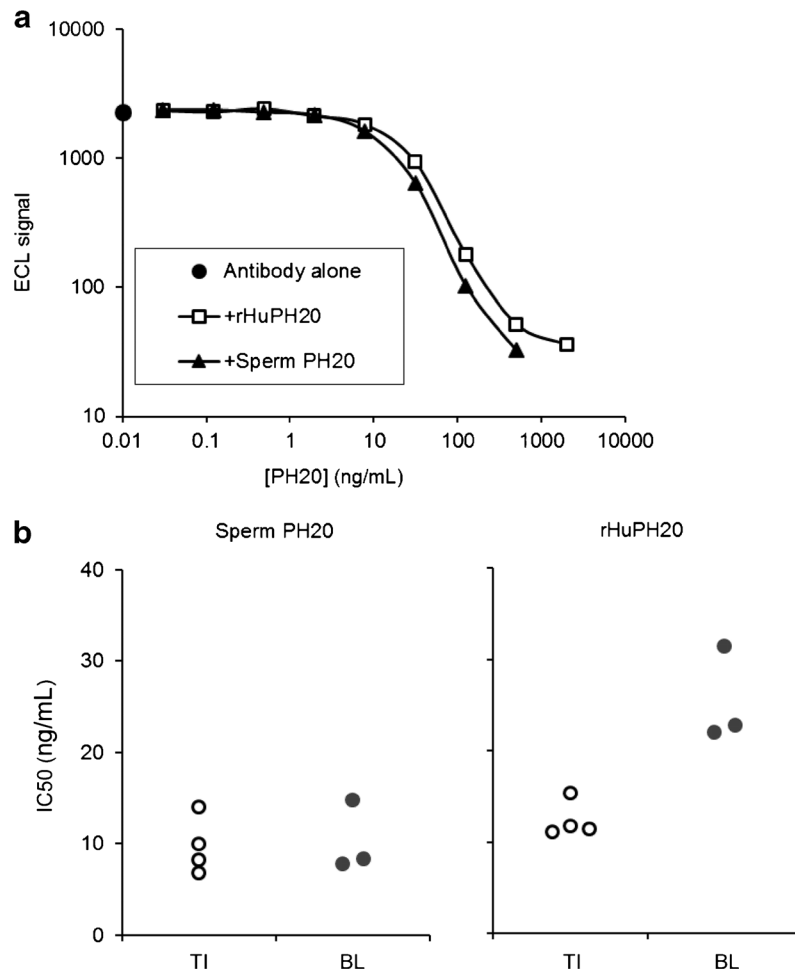 a
10000
1000
100
10
ECL signal
Antibody alone
+rHuPH20
+Sperm PH20
0.01 0.1 1 10 100 1000 10000
[PH20] (ng/mL)
b
Sperm PH20
rHuPH20
40
30
20
10
0
IC50 (ng/mL)
TI BL TI BL